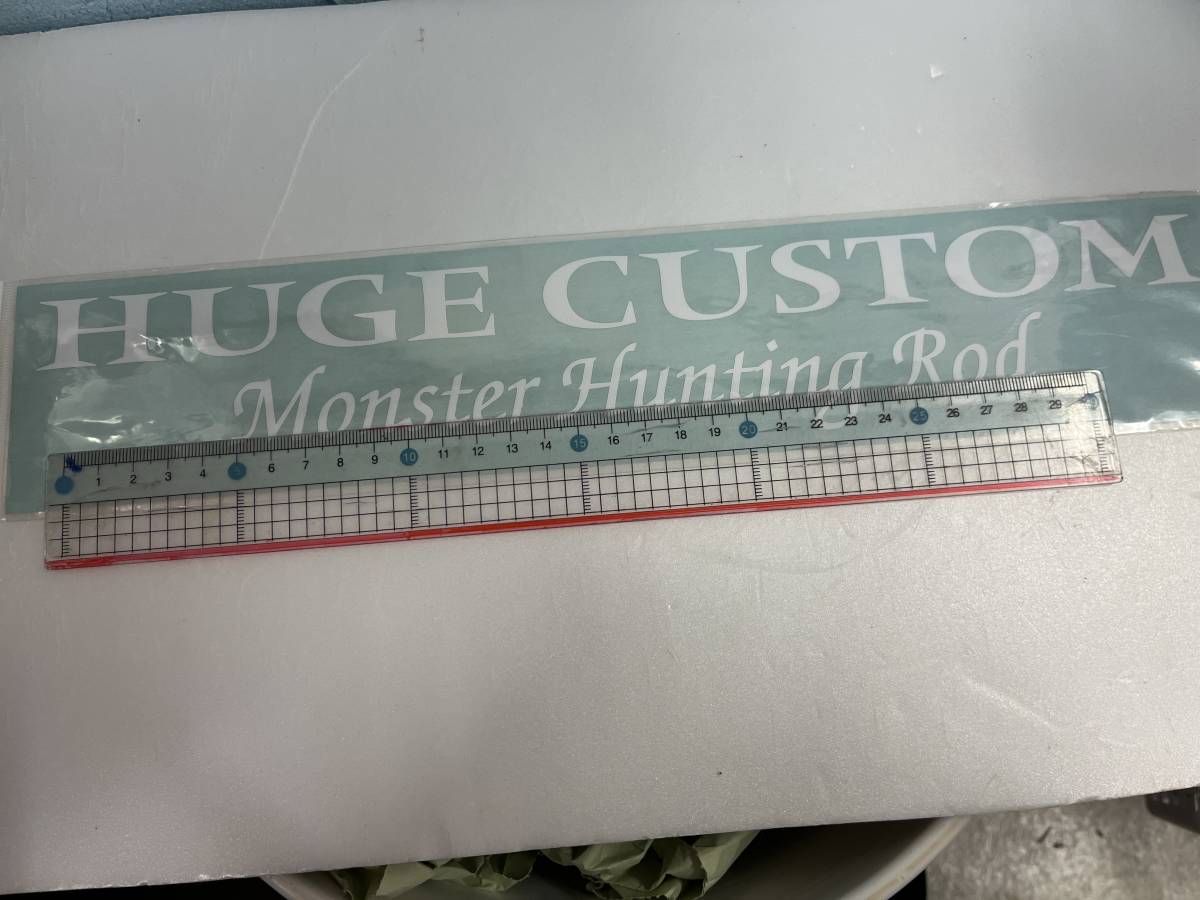 HUGE CUSTOM
Monster Hunting Rod
1 2 3 4 6 7 8 9 10 11 12 13 14 15 16 17 18 19 20 21 22 23 24 25 26 27 28 29